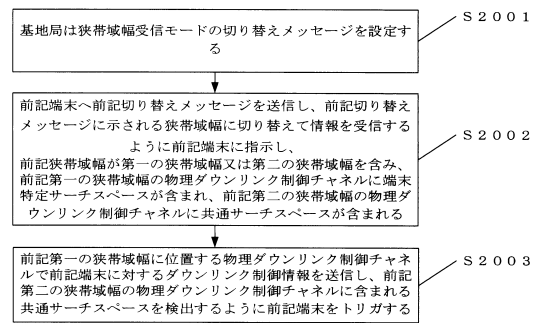 基地局は狭帯域幅受信モードの切り替えメッセージを設定す
る
S2001
前記端末へ前記切り替えメッセージを送信し、前記切り替え
メッセージに示される狭帯域幅に切り替えて情報を受信する
ように前記端末に指示し、
前記狭帯域幅が第一の狭帯域幅又は第二の狭帯域幅を含み、
前記第一の狭帯域幅の物理ダウンリンク制御チャネルに端末
特定サーチスペースが含まれ、前記第二の狭帯域幅の物理ダ
ウンリンク制御チャネルに共通サーチスペースが含まれる
S2002
前記第一の狭帯域幅に位置する物理ダウンリンク制御チャネ
ルで前記端末に対するダウンリンク制御情報を送信し、前記
第二の狭帯域幅の物理ダウンリンク制御チャネルに含まれる
共通サーチスペースを検出するように前記端末をトリガする
S2003